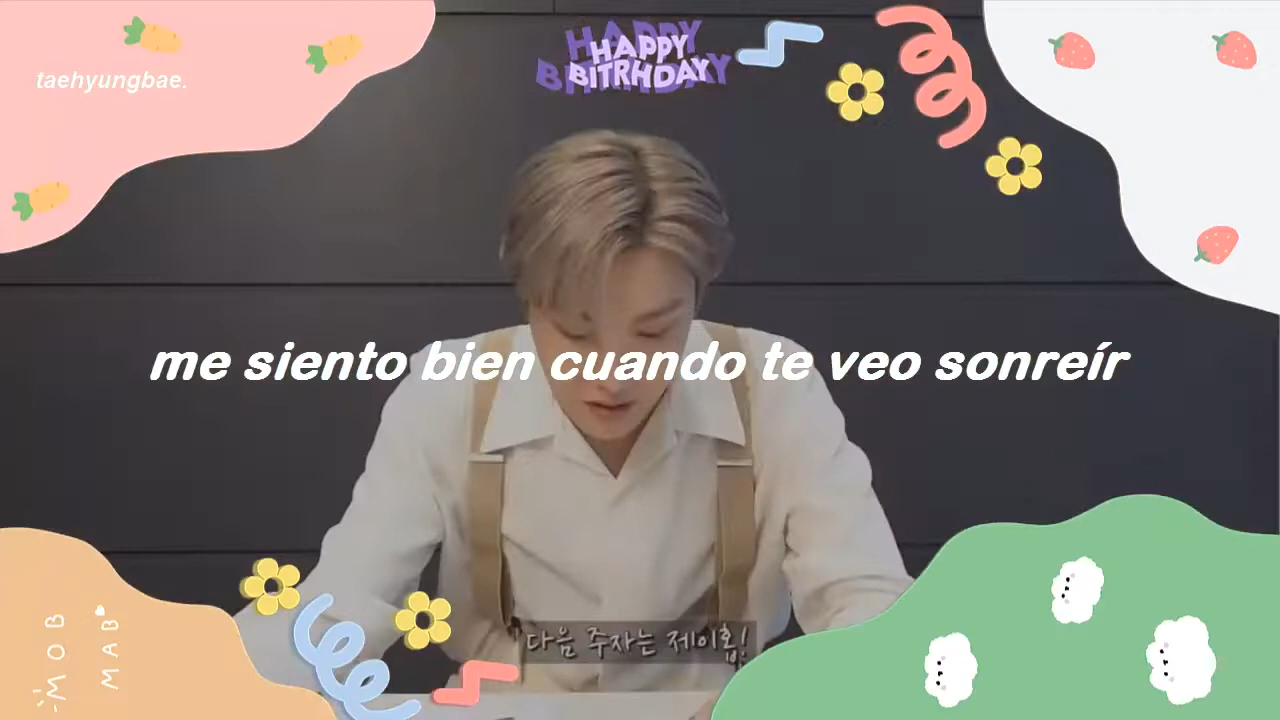 HAPPY
BITRHDAY
taehyungbae.
me siento bien cuando te veo sonreír
"다음 주자는 제이홉!
MOB
MAB